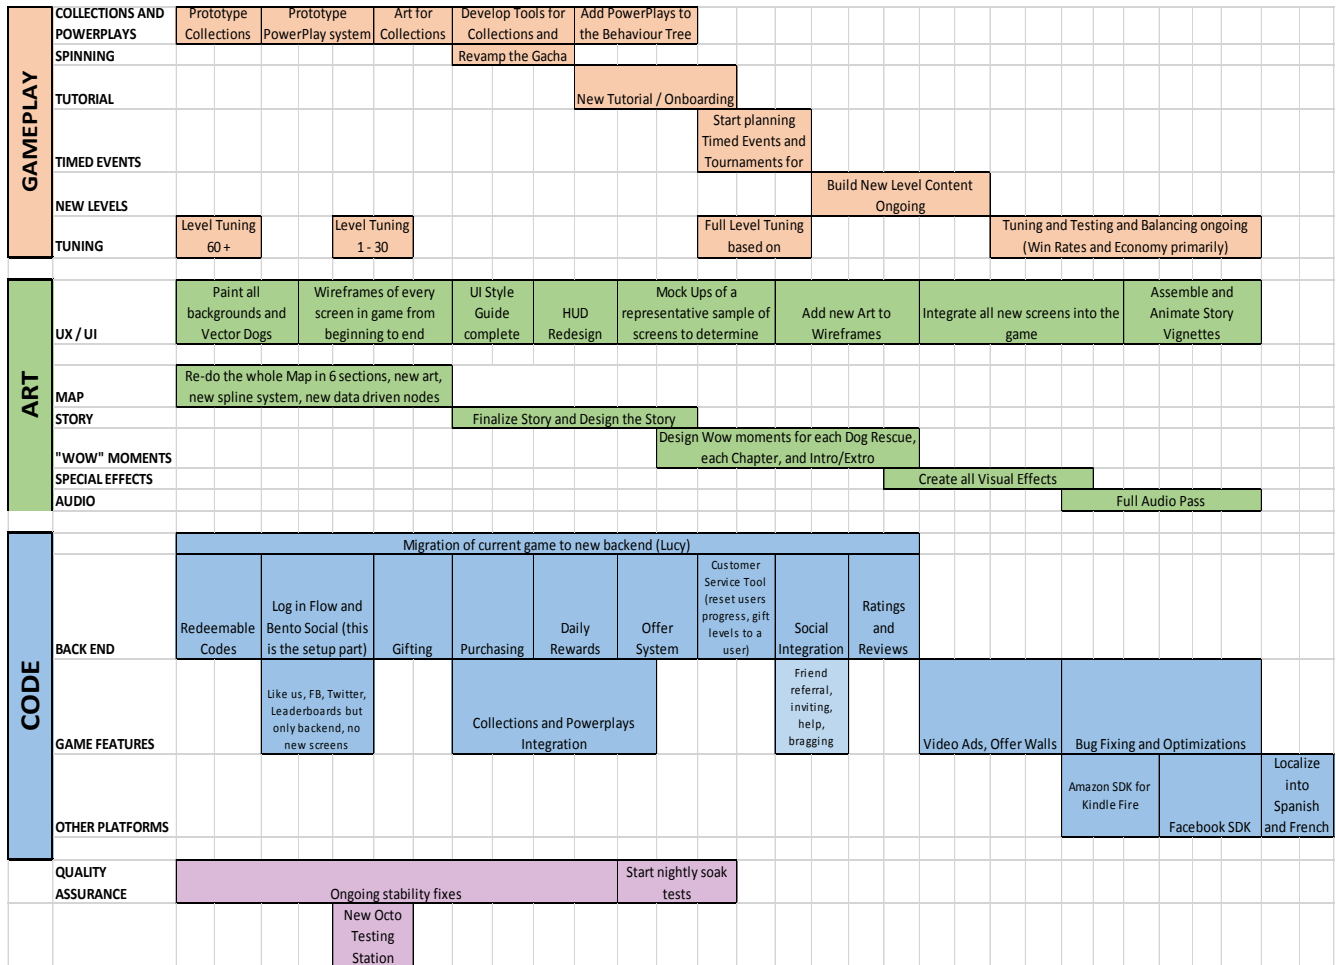 GAMEPLAY
COLLECTIONS AND
POWERPLAYS
Prototype
Collections
Prototype
PowerPlay system
Art for
Collections
Develop Tools for
Collections and
Add PowerPlays to
the Behaviour Tree
SPINNING
Revamp the Gacha
TUTORIAL
New Tutorial / Onboarding
TIMED EVENTS
Start planning
Timed Events and
Tournaments for
NEW LEVELS
Build New Level Content
Ongoing
TUNING
Level Tuning
60 +
Level Tuning
1 - 30
Full Level Tuning
based on
Tuning and Testing and Balancing ongoing
(Win Rates and Economy primarily)
ART
UX / UI
Paint all
backgrounds and
Vector Dogs
Wireframes of every
screen in game from
beginning to end
UI Style
Guide
complete
HUD
Redesign
Mock Ups of a
representative sample of
screens to determine
Add new Art to
Wireframes
Integrate all new screens into the
game
Assemble and
Animate Story
Vignettes
MAP
Re-do the whole Map in 6 sections, new art,
new spline system, new data driven nodes
STORY
Finalize Story and Design the Story
"WOW" MOMENTS
Design Wow moments for each Dog Rescue,
each Chapter, and Intro/Extro
SPECIAL EFFECTS
Create all Visual Effects
AUDIO
Full Audio Pass
CODE
Migration of current game to new backend (Lucy)
BACK END
Redeemable
Codes
Log in Flow and
Bento Social (this
is the setup part)
Gifting
Purchasing
Daily
Rewards
Offer
System
Customer
Service Tool
(reset users
progress, gift
levels to a
user)
Social
Integration
Ratings
and
Reviews
GAME FEATURES
Like us, FB, Twitter,
Leaderboards but
only backend, no
new screens
Collections and Powerplays
Integration
Friend
referral,
inviting,
help,
bragging
Video Ads, Offer Walls
Bug Fixing and Optimizations
OTHER PLATFORMS
Amazon SDK for
Kindle Fire
Facebook SDK
Localize
into
Spanish
and French
QUALITY
ASSURANCE
Ongoing stability fixes
Start nightly soak
tests
New Octo
Testing
Station